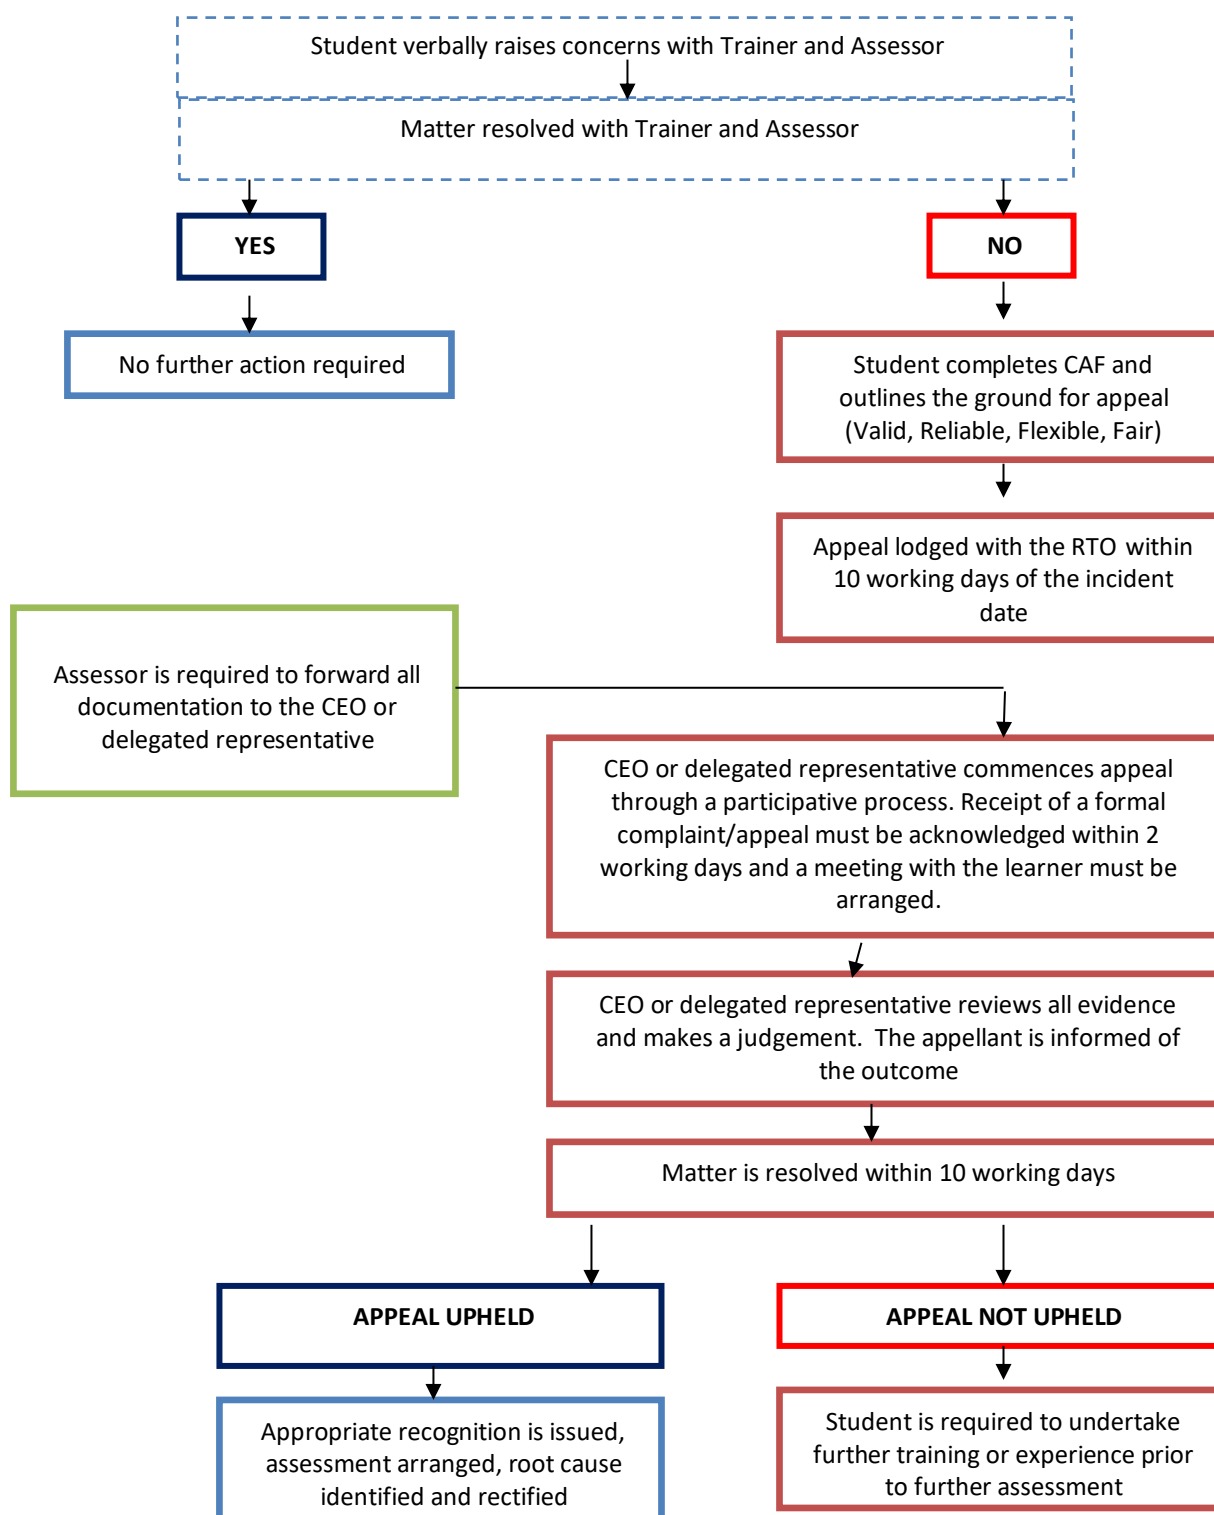 Student verbally raises concerns with Trainer and Assessor
Matter resolved with Trainer and Assessor
YES
NO
No further action required
Student completes CAF and
outlines the ground for appeal
(Valid, Reliable, Flexible, Fair)
Appeal lodged with the RTO within
10 working days of the incident
date
Assessor is required to forward all
documentation to the CEO or
delegated representative
CEO or delegated representative commences appeal
through a participative process. Receipt of a formal
complaint/appeal must be acknowledged within 2
working days and a meeting with the learner must be
arranged.
CEO or delegated representative reviews all evidence
and makes a judgement. The appellant is informed of
the outcome
Matter is resolved within 10 working days
APPEAL UPHELD
APPEAL NOT UPHELD
Appropriate recognition is issued,
assessment arranged, root cause
identified and rectified
Student is required to undertake
further training or experience prior
to further assessment